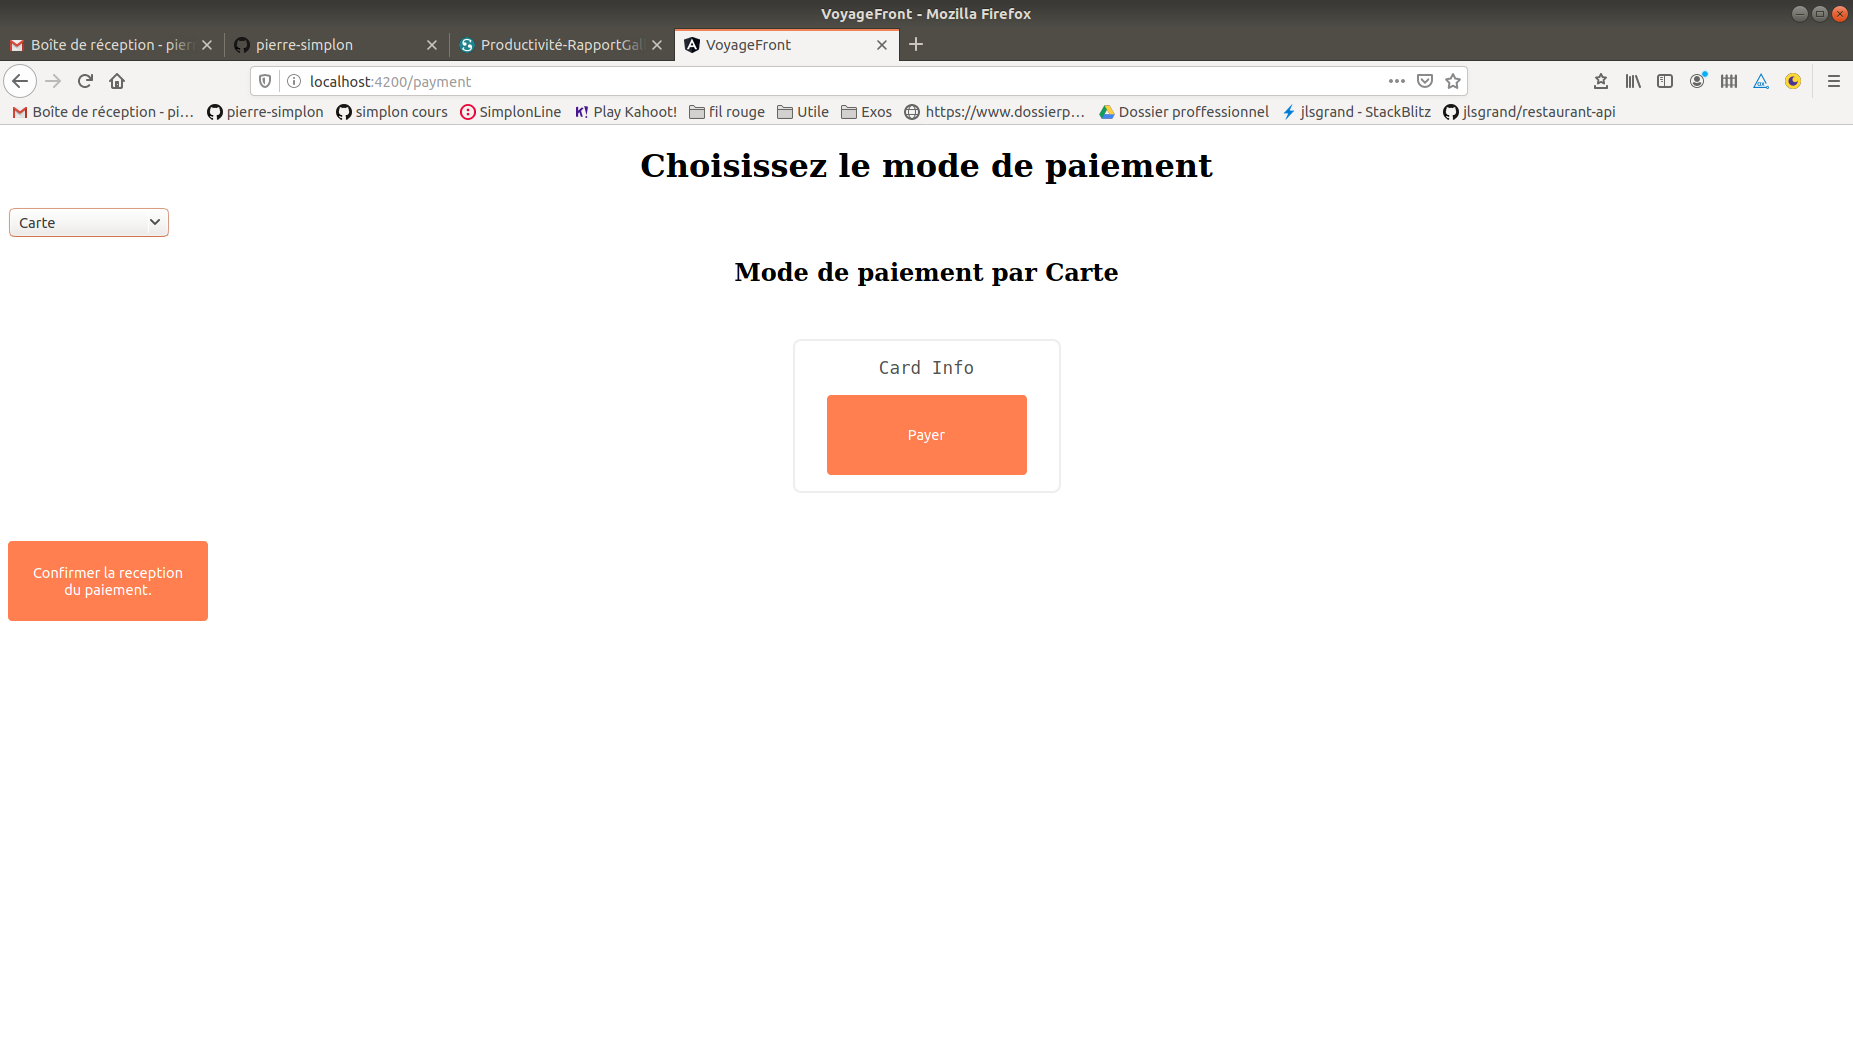 VoyageFront - Mozilla Firefox
Boîte de réception - pier
pierre-simplon
Productivité-RapportGal
VoyageFront
localhost:4200/payment
Boîte de réception - pi…
pierre-simplon
simplon cours
SimplonLine
K! Play Kahoot!
fil rouge
Utile
Exos
https://www.dossierp…
Dossier proffessionnel
jlsgrand - StackBlitz
jlsgrand/restaurant-api
Choisissez le mode de paiement
Carte
Mode de paiement par Carte
Card Info
Payer
Confirmer la reception
du paiement.